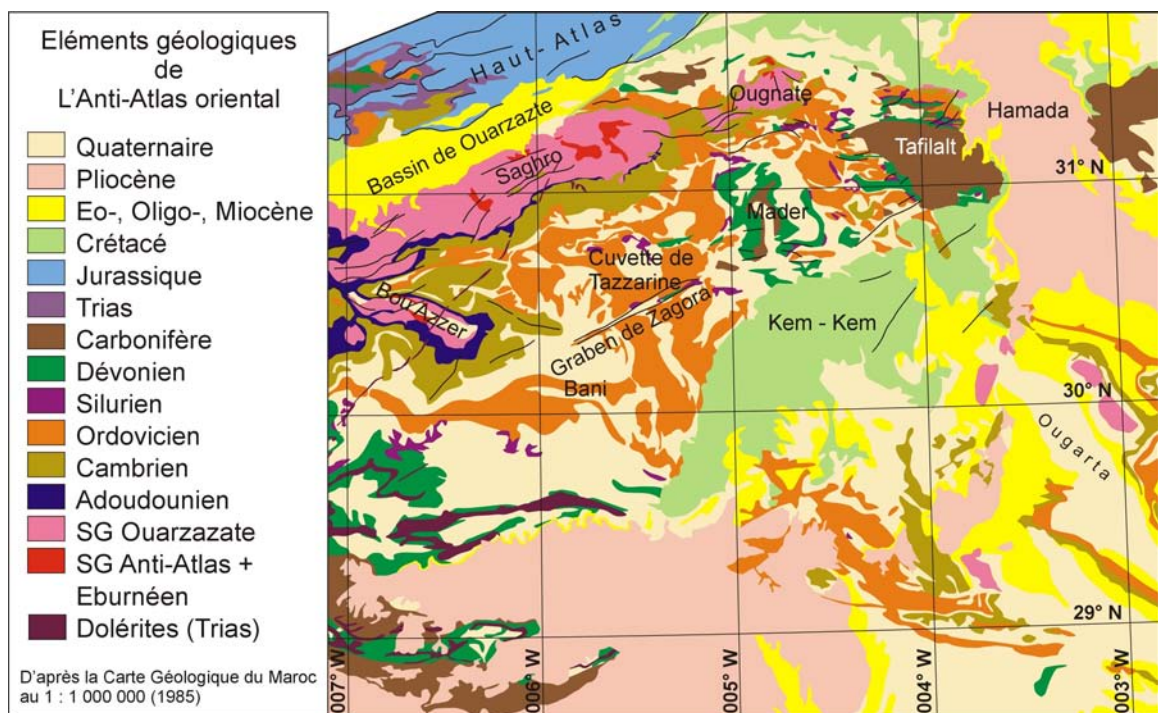 Eléments géologiques
de
L'Anti-Atlas oriental
Quaternaire
Pliocène
Eo-, Oligo-, Miocène
Crétacé
Jurassique
Trias
Carbonifère
Dévonien
Silurien
Ordovicien
Cambrien
Adoudounien
SG Ouarzazate
SG Anti-Atlas +
Eburnéen
Dolérites (Trias)
D'après la Carte Géologique du Maroc
au 1 : 1 000 000 (1985)
Haut-Atlas
Bassin de Ouarzazte
Saghro
Ougnate
Hamada
Tafilalt
31° N
Mader
Cuvette de
Tazzarine
Bou Azzer
Graben de Zagora
Kem - Kem
Bani
30° N
Ougarta
29° N
007° W
006° W
005° W
004° W
003° W